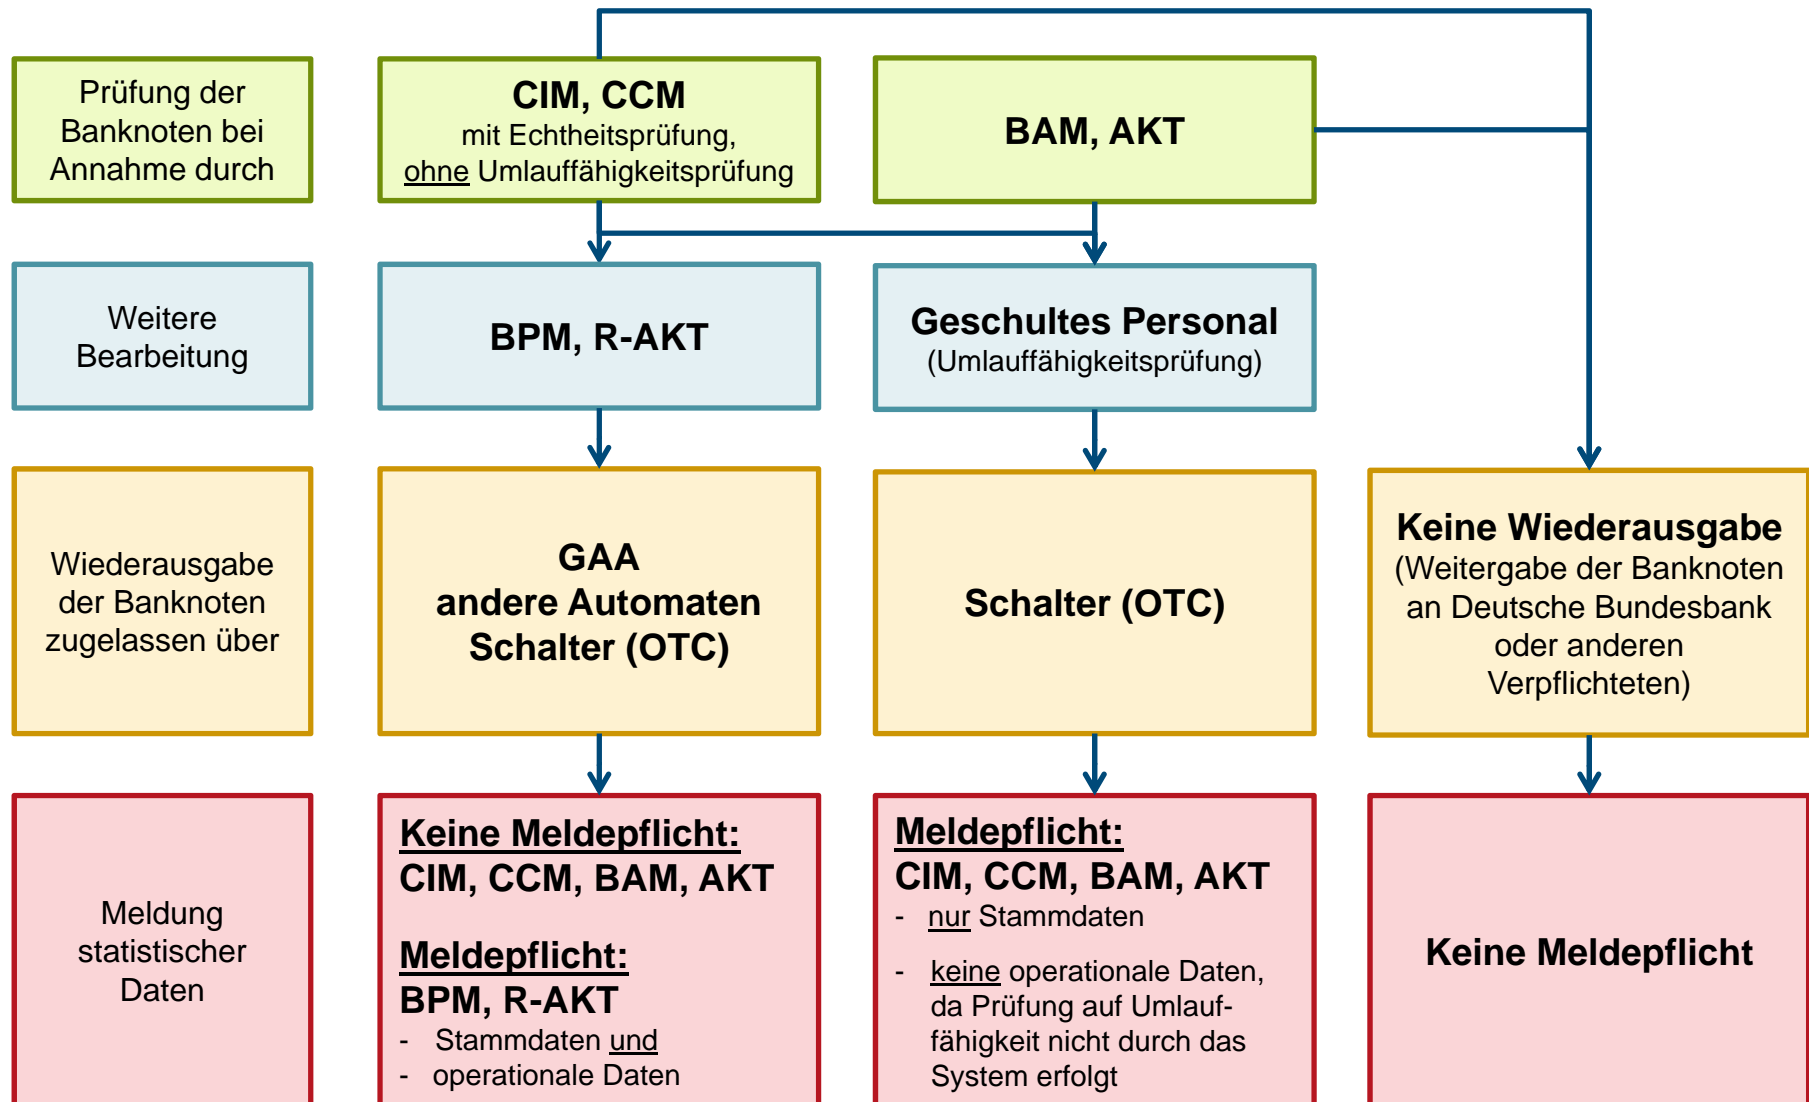 Prüfung der
Banknoten bei
Annahme durch
CIM, CCM
mit Echtheitsprüfung,
ohne Umlauffähigkeitsprüfung
BAM, AKT
Weitere
Bearbeitung
BPM, R-AKT
Geschultes Personal
(Umlauffähigkeitsprüfung)
Wiederausgabe
der Banknoten
zugelassen über
GAA
andere Automaten
Schalter (OTC)
Schalter (OTC)
Keine Wiederausgabe
(Weitergabe der Banknoten
an Deutsche Bundesbank
oder anderen
Verpflichteten)
Meldung
statistischer
Daten
Keine Meldepflicht:
CIM, CCM, BAM, AKT
Meldepflicht:
BPM, R-AKT
- Stammdaten und
- operationale Daten
Meldepflicht:
CIM, CCM, BAM, AKT
- nur Stammdaten
- keine operationale Daten,
da Prüfung auf Umlauf-
fähigkeit nicht durch das
System erfolgt
Keine Meldepflicht